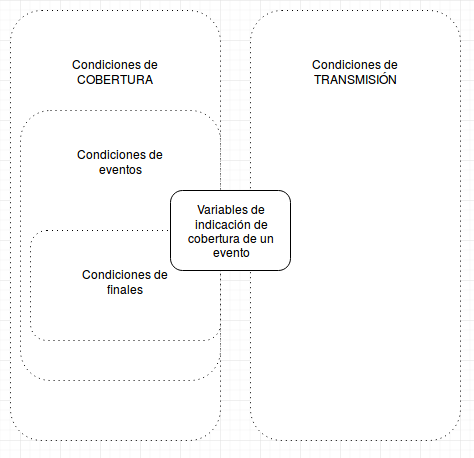 Condiciones de
COBERTURA
Condiciones de
TRANSMISIÓN
Condiciones de
eventos
Variables de
indicación de
cobertura de un
evento
Condiciones de
finales